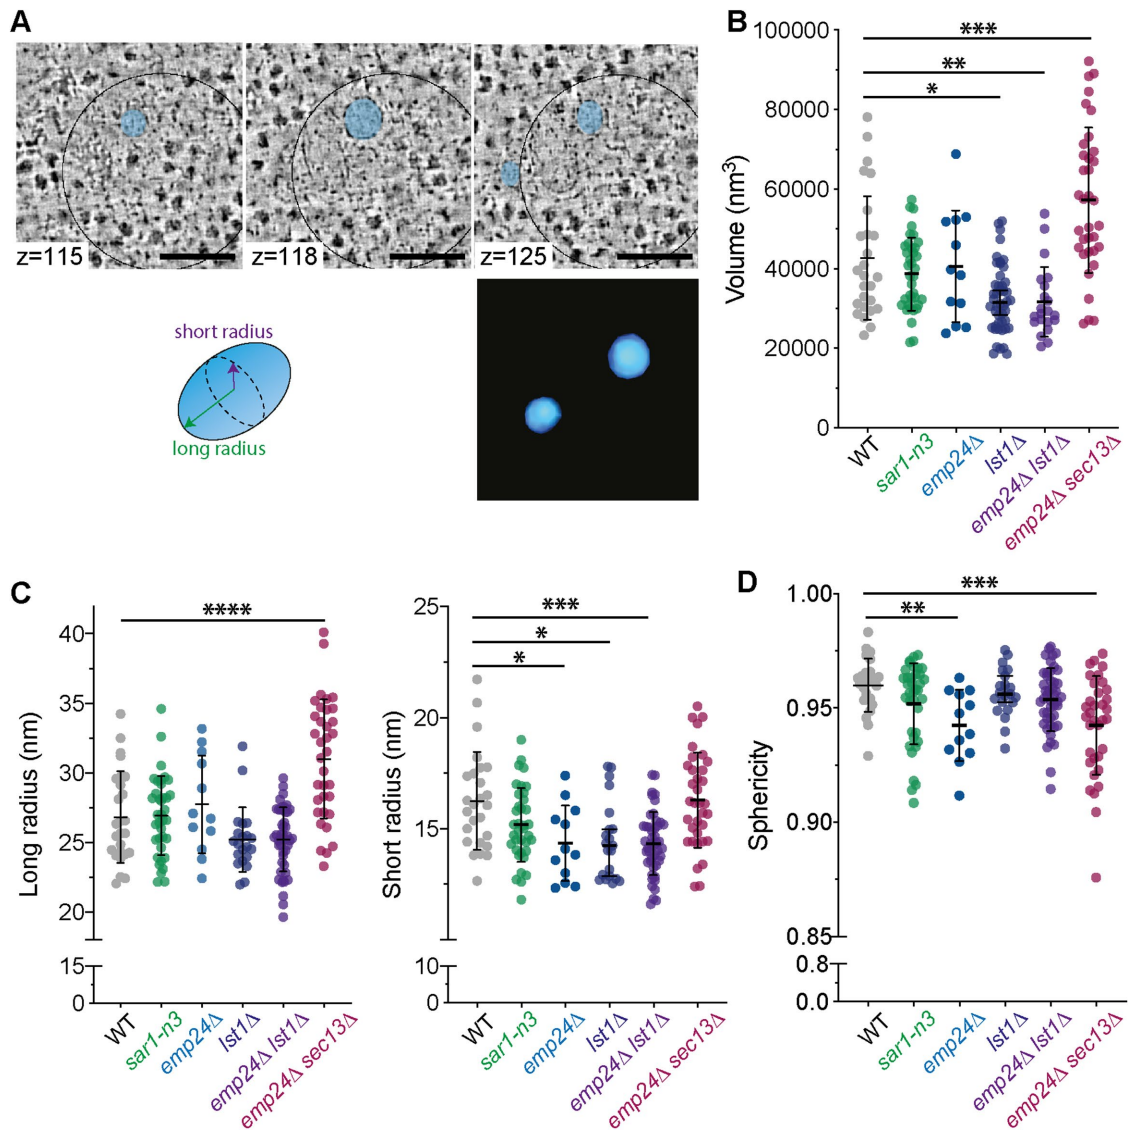 A
z=115
z=118
z=125
short radius
long radius
B
Volume (nm³)
100000
80000
60000
40000
20000
0
***
**
*
WT
sar1-n3
emp24Δ
lst1Δ
emp24Δ lst1Δ
emp24Δ sec13Δ
C
Long radius (nm)
40
35
30
25
20
15
0
****
WT
sar1-n3
emp24Δ
lst1Δ
emp24Δ lst1Δ
emp24Δ sec13Δ
Short radius (nm)
25
20
15
10
0
***
*
*
WT
sar1-n3
emp24Δ
lst1Δ
emp24Δ lst1Δ
emp24Δ sec13Δ
D
Sphericity
1.00
0.95
0.90
0.85
0.8
0.0
***
**
WT
sar1-n3
emp24Δ
lst1Δ
emp24Δ lst1Δ
emp24Δ sec13Δ